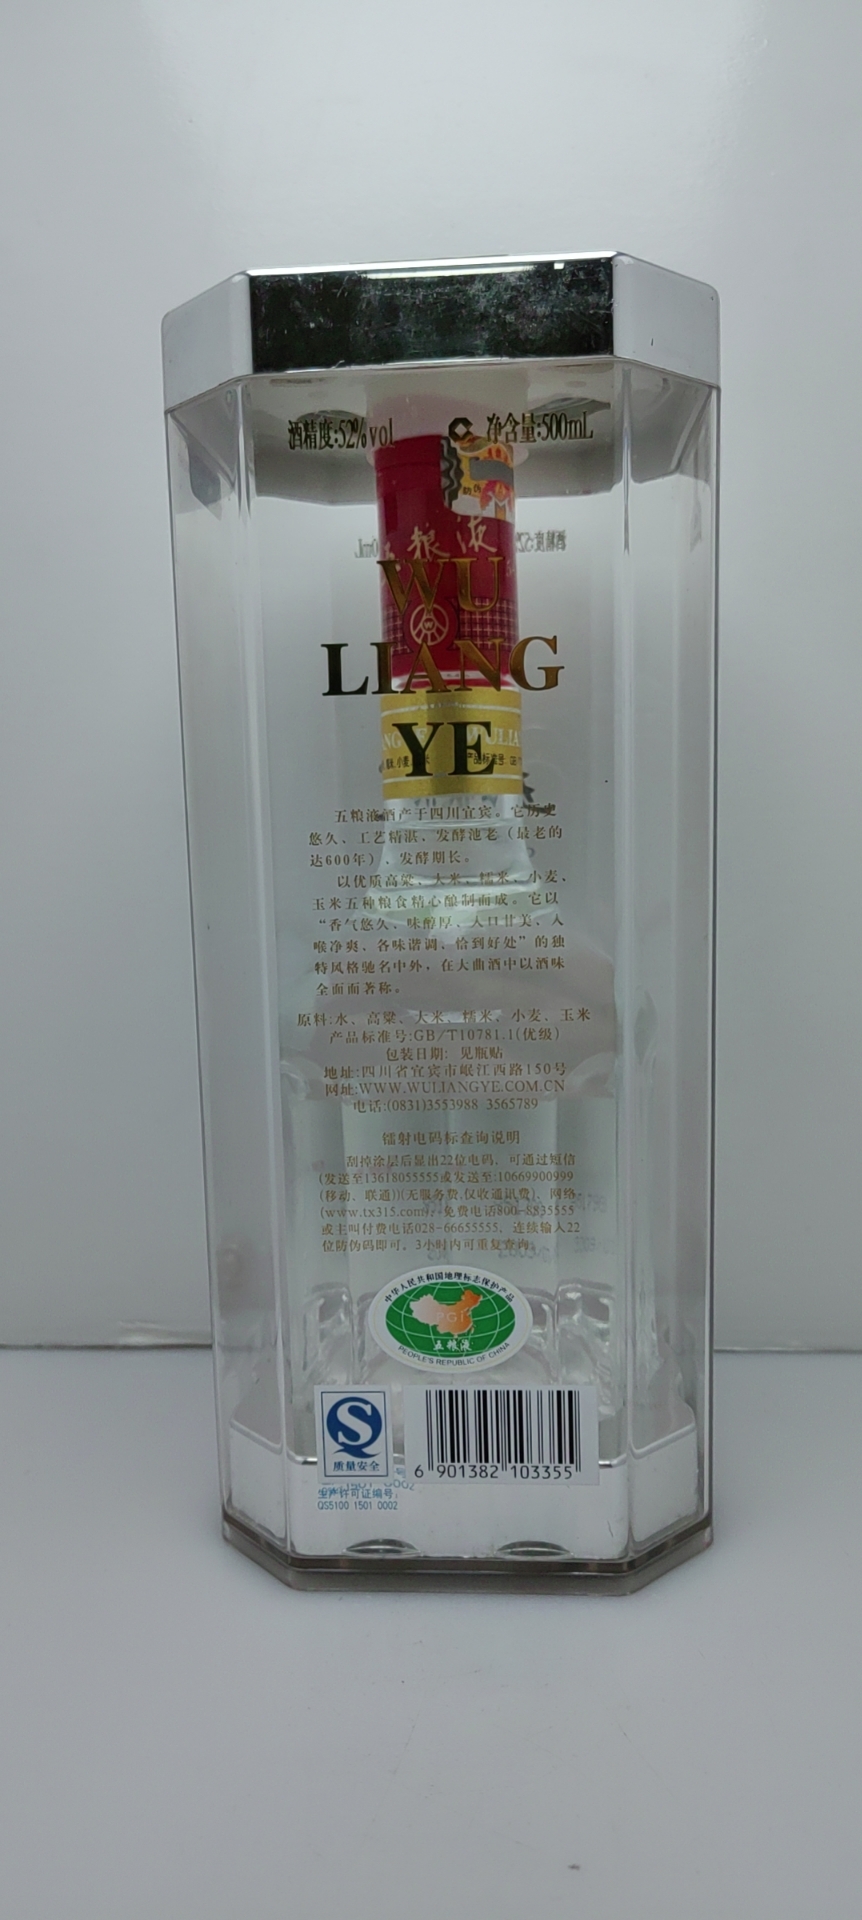 酒精度:52%vol 净含量:500mL
五粮液
WU
LIANG
YE
五粮液酒产于四川宜宾。它历史
悠久、工艺精湛，发酵池老（最老的
达600年）、发酵期长。
以优质高粱、大米、糯米、小麦、
玉米五种粮食精心酿制而成。它以
“香气悠久、味醇厚、入口甘美、入
喉净爽、各味谐调、恰到好处”的独
特风格驰名中外，在大曲酒中以酒味
全面而著称。
原料:水、高粱、大米、糯米、小麦、玉米
产品标准号:GB/T10781.1(优级)
包装日期: 见瓶贴
地址:四川省宜宾市岷江西路150号
网址:WWW.WULIANGYE.COM.CN
电话:(0831)3553988 3565789
镭射电码标查询说明
刮掉涂层后显出22位电码，可通过短信
(发送至13618055555或发送至:10669900999
(移动、联通))(无服务费,仅收通讯费)、网络
(www.tx315.com)、免费电话800-8835555
或主叫付费电话028-66655555，连续输入22
位防伪码即可。3小时内可重复查询。
中华人民共和国地理标志保护产品
PGI
五粮液
PEOPLE'S REPUBLIC OF CHINA
S
质量安全
6 901382 103355
生产许可证编号:
QS5100 1501 0002